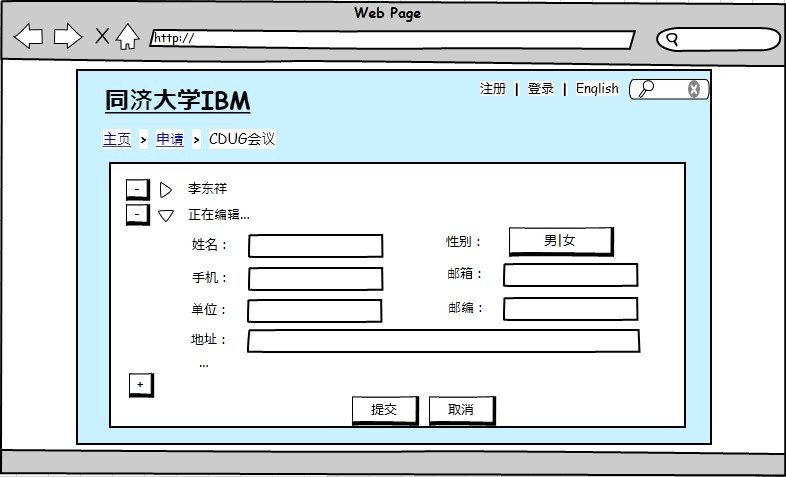 Web Page
http://
注册 | 登录 | English
同济大学IBM
主页 > 申请 > CDUG会议
- 李东祥
- 正在编辑...
姓名： 性别： 男|女
手机： 邮箱：
单位： 邮编：
地址：
...
+
提交 取消